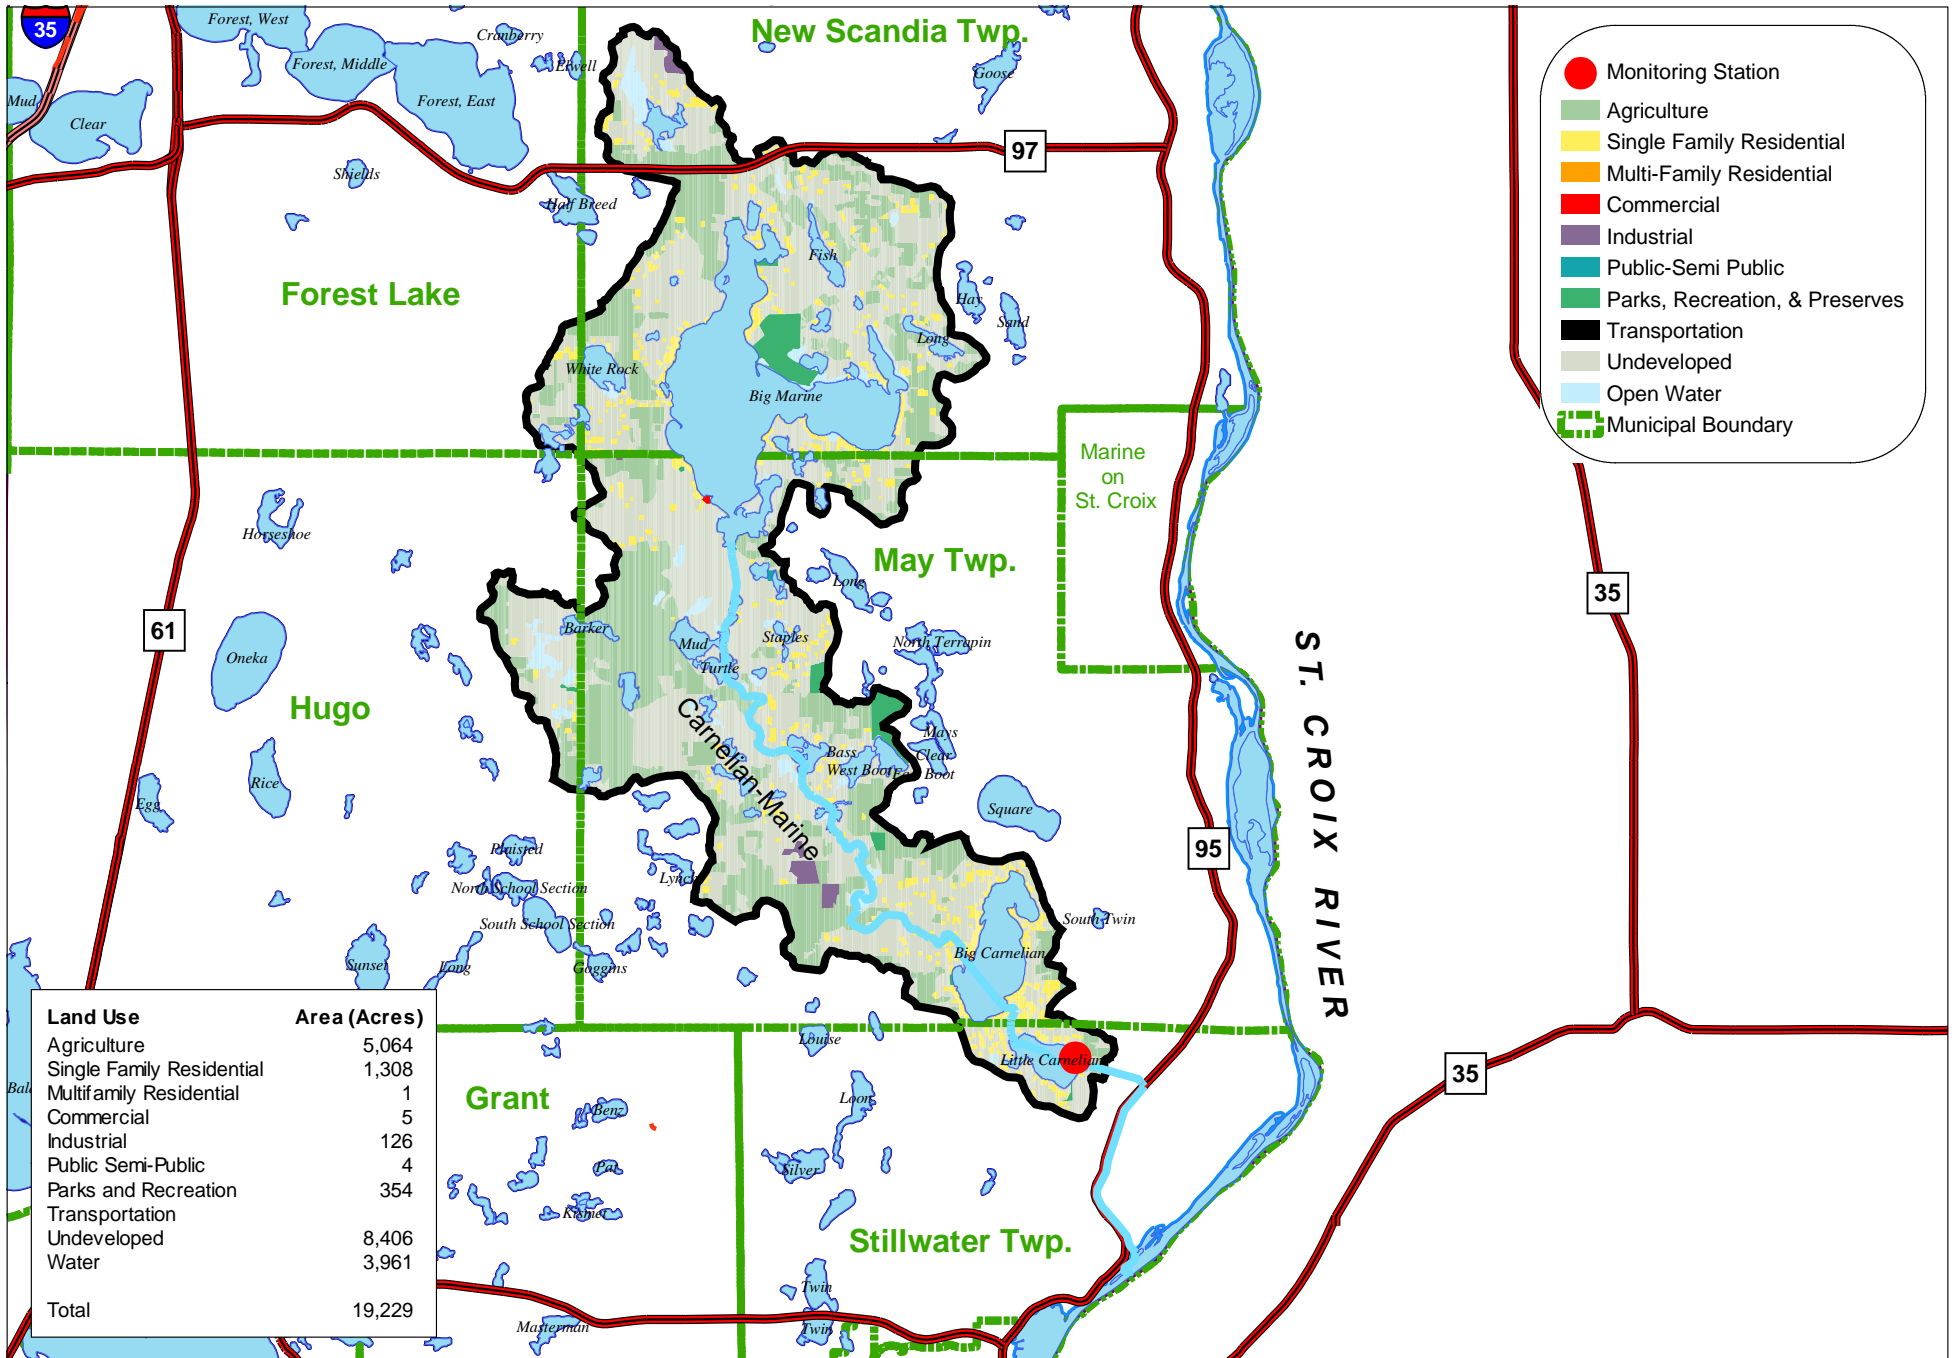 35
Forest, West
Cranberry
New Scandia Twp.
Forest, Middle
Elwell
Goose
Mud
Forest, East
Clear
97
Shields
Half Breed
Fish
Forest Lake
Hay
Sand
Long
White Rock
Big Marine
Monitoring Station
Agriculture
Single Family Residential
Multi-Family Residential
Commercial
Industrial
Public-Semi Public
Parks, Recreation, & Preserves
Transportation
Undeveloped
Open Water
Municipal Boundary
Marine
on
St. Croix
Horseshoe
May Twp.
Long
35
61
Barker
Mud
Staples
North Terrapin
Oneka
Turtle
Hugo
Carnelian-Marine
Mays
Bass
Clear
West Boot
East Boot
ST. CROIX RIVER
Rice
Egg
Square
95
Plaisted
Lynch
North School Section
South School Section
South Twin
Sunset
Long
Goggins
Big Carnelian
Land Use Area (Acres)
Agriculture 5,064
Single Family Residential 1,308
Multifamily Residential 1
Commercial 5
Industrial 126
Public Semi-Public 4
Parks and Recreation 354
Transportation
Undeveloped 8,406
Water 3,961
Total 19,229
Louise
Little Carnelian
35
Grant
Benz
Loon
Pat
Silver
Kismet
Stillwater Twp.
Twin
Masterman
Twin